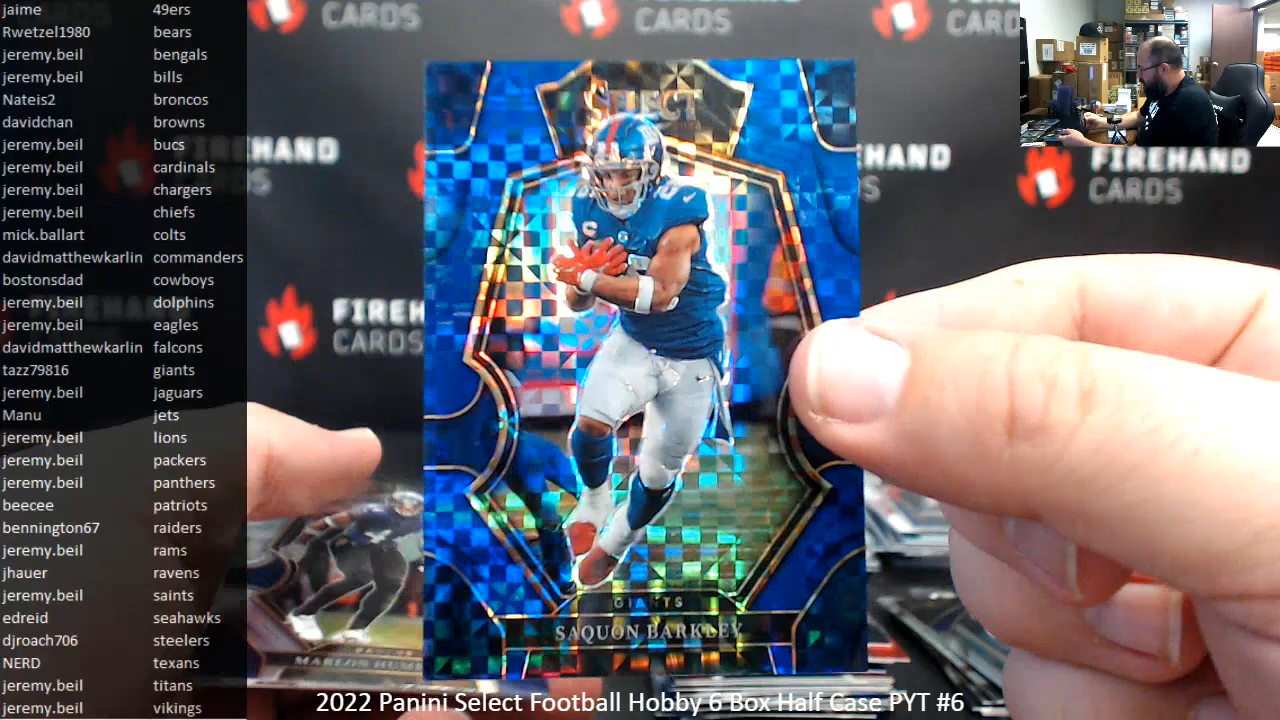 jaime 49ers
Rwetzel1980 bears
jeremy.beil bengals
jeremy.beil bills
Nateis2 broncos
davidchan browns
jeremy.beil bucs
jeremy.beil cardinals
jeremy.beil chargers
jeremy.beil chiefs
mick.ballart colts
davidmatthewkarlin commanders
bostonsdad cowboys
jeremy.beil dolphins
jeremy.beil eagles
davidmatthewkarlin falcons
tazz79816 giants
jeremy.beil jaguars
Manu jets
jeremy.beil lions
jeremy.beil packers
jeremy.beil panthers
beecee patriots
bennington67 raiders
jeremy.beil rams
jhauer ravens
jeremy.beil saints
edreid seahawks
djroach706 steelers
NERD texans
jeremy.beil titans
jeremy.beil vikings
CARDS
CARDS
FIREHAND
CARDS
FIREHAND
CARDS
SELECT
GIANTS
SAQUON BARKLEY
2022 Panini Select Football Hobby 6 Box Half Case PYT #6